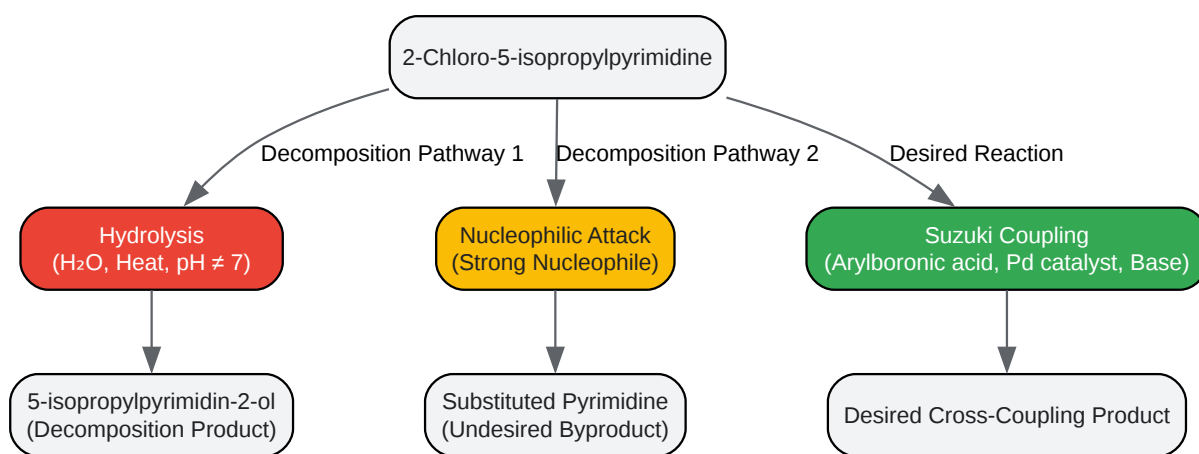 2-Chloro-5-isopropylpyrimidine
Decomposition Pathway 1
Decomposition Pathway 2
Desired Reaction
Hydrolysis
(H₂O, Heat, pH ≠ 7)
Nucleophilic Attack
(Strong Nucleophile)
Suzuki Coupling
(Arylboronic acid, Pd catalyst, Base)
5-isopropylpyrimidin-2-ol
(Decomposition Product)
Substituted Pyrimidine
(Undesired Byproduct)
Desired Cross-Coupling Product